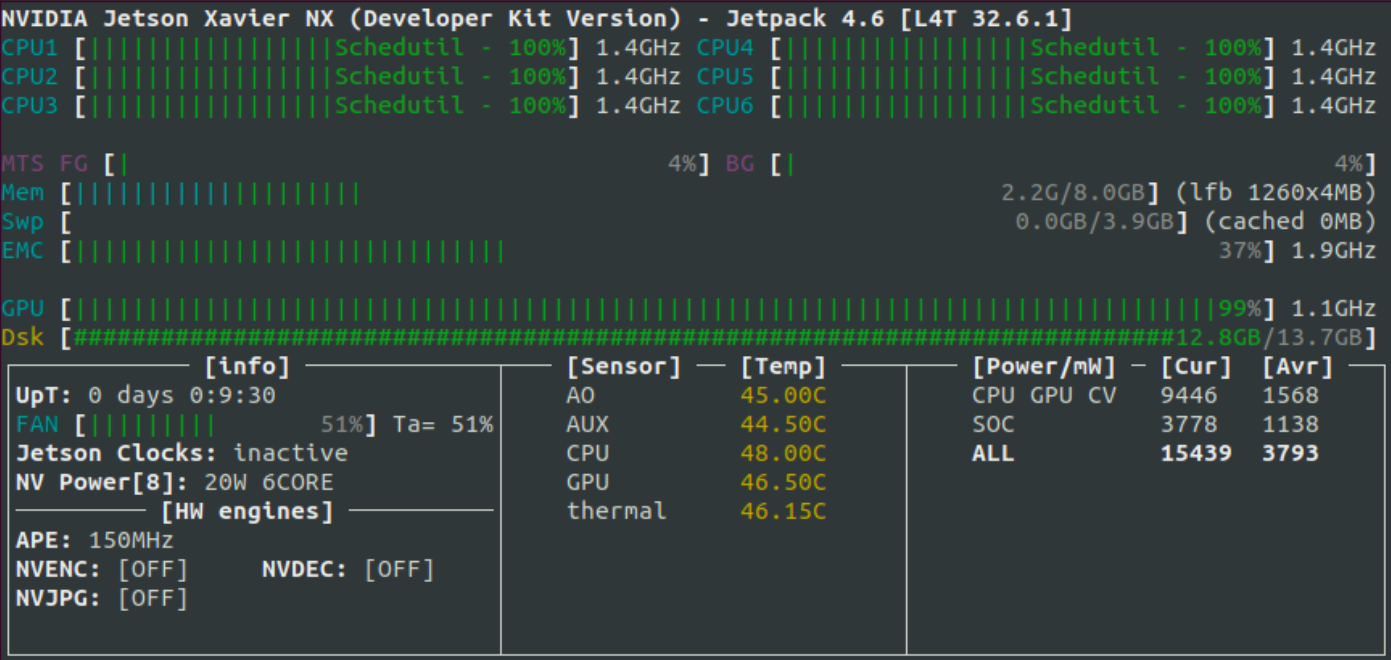 NVIDIA Jetson Xavier NX (Developer Kit Version) - Jetpack 4.6 [L4T 32.6.1]
CPU1 [|||||||||||||||||Schedutil - 100%] 1.4GHz CPU4 [|||||||||||||||||Schedutil - 100%] 1.4GHz
CPU2 [|||||||||||||||||Schedutil - 100%] 1.4GHz CPU5 [|||||||||||||||||Schedutil - 100%] 1.4GHz
CPU3 [|||||||||||||||||Schedutil - 100%] 1.4GHz CPU6 [|||||||||||||||||Schedutil - 100%] 1.4GHz
MTS FG [| 4%] BG [| 4%]
Mem [|||||||||||||||||||| 2.2G/8.0GB] (lfb 1260x4MB)
Swp [ 0.0GB/3.9GB] (cached 0MB)
EMC [|||||||||||||||||||||||||||||| 37%] 1.9GHz
GPU [|||||||||||||||||||||||||||||||||||||||||||||||||||||||||||||||||||||||||||||||99%] 1.1GHz
Dsk [############################################################################12.8GB/13.7GB]
[info] [Sensor] [Temp] [Power/mW] [Cur] [Avr]
UpT: 0 days 0:9:30 AO 45.00C CPU GPU CV 9446 1568
FAN [||||||||| 51%] Ta= 51% AUX 44.50C SOC 3778 1138
Jetson Clocks: inactive CPU 48.00C ALL 15439 3793
NV Power[8]: 20W 6CORE GPU 46.50C
[HW engines] thermal 46.15C
APE: 150MHz
NVENC: [OFF] NVDEC: [OFF]
NVJPG: [OFF]